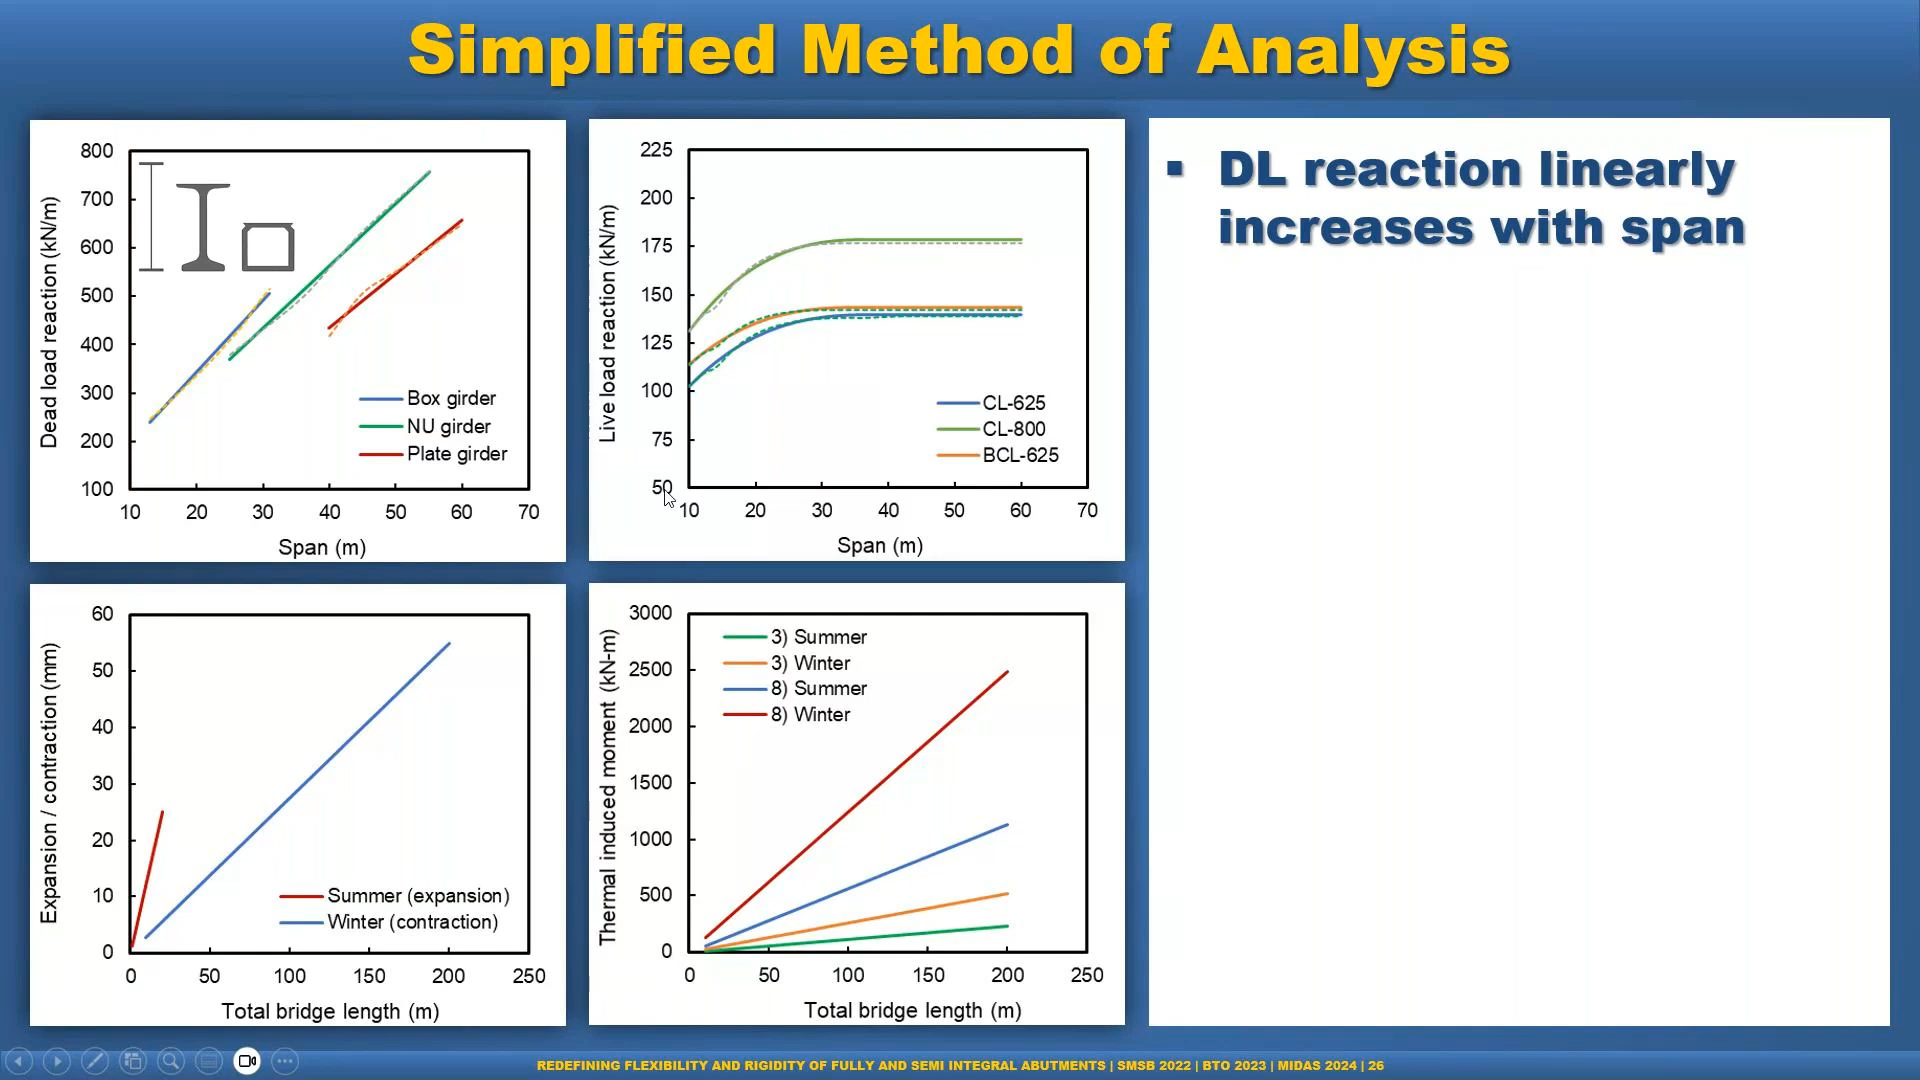 Simplified Method of Analysis
800
700
600
500
400
300
200
100
Dead load reaction (kN/m)
Box girder
NU girder
Plate girder
10 20 30 40 50 60 70
Span (m)
225
200
175
150
125
100
75
50
Live load reaction (kN/m)
CL-625
CL-800
BCL-625
10 20 30 40 50 60 70
Span (m)
▪ DL reaction linearly
increases with span
60
50
40
30
20
10
0
Expansion / contraction (mm)
Summer (expansion)
Winter (contraction)
0 50 100 150 200 250
Total bridge length (m)
3000
2500
2000
1500
1000
500
0
Thermal induced moment (kN-m)
3) Summer
3) Winter
8) Summer
8) Winter
0 50 100 150 200 250
Total bridge length (m)
REDEFINING FLEXIBILITY AND RIGIDITY OF FULLY AND SEMI INTEGRAL ABUTMENTS | SMSB 2022 | BTO 2023 | MIDAS 2024 | 26